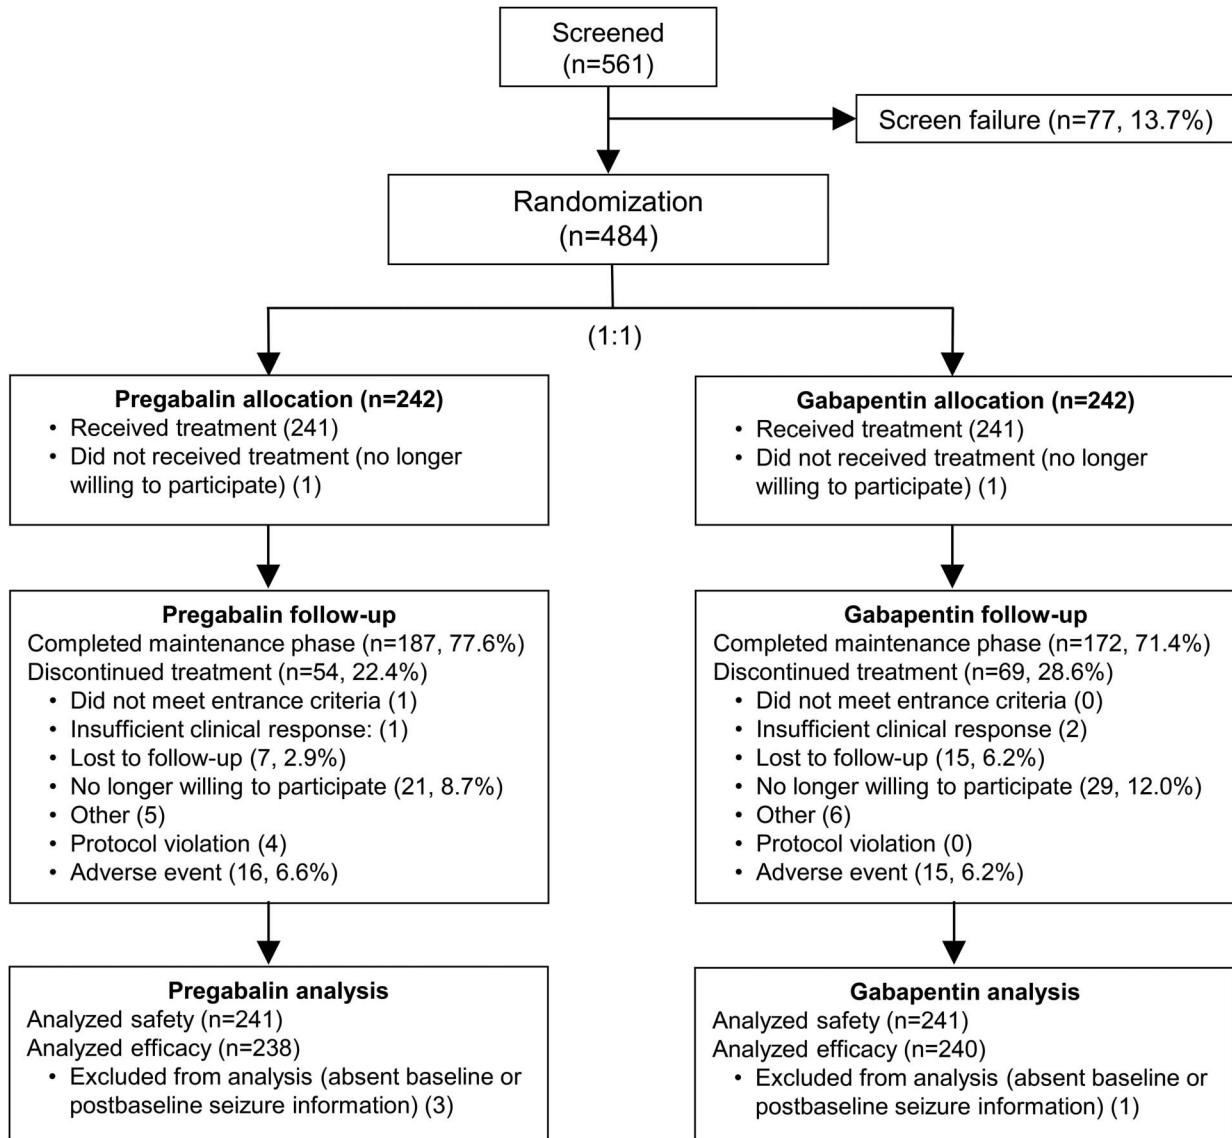 Screened
(n=561)
Screen failure (n=77, 13.7%)
Randomization
(n=484)
(1:1)
Pregabalin allocation (n=242)
• Received treatment (241)
• Did not received treatment (no longer
willing to participate) (1)
Gabapentin allocation (n=242)
• Received treatment (241)
• Did not received treatment (no longer
willing to participate) (1)
Pregabalin follow-up
Completed maintenance phase (n=187, 77.6%)
Discontinued treatment (n=54, 22.4%)
• Did not meet entrance criteria (1)
• Insufficient clinical response: (1)
• Lost to follow-up (7, 2.9%)
• No longer willing to participate (21, 8.7%)
• Other (5)
• Protocol violation (4)
• Adverse event (16, 6.6%)
Gabapentin follow-up
Completed maintenance phase (n=172, 71.4%)
Discontinued treatment (n=69, 28.6%)
• Did not meet entrance criteria (0)
• Insufficient clinical response (2)
• Lost to follow-up (15, 6.2%)
• No longer willing to participate (29, 12.0%)
• Other (6)
• Protocol violation (0)
• Adverse event (15, 6.2%)
Pregabalin analysis
Analyzed safety (n=241)
Analyzed efficacy (n=238)
• Excluded from analysis (absent baseline or
postbaseline seizure information) (3)
Gabapentin analysis
Analyzed safety (n=241)
Analyzed efficacy (n=240)
• Excluded from analysis (absent baseline or
postbaseline seizure information) (1)